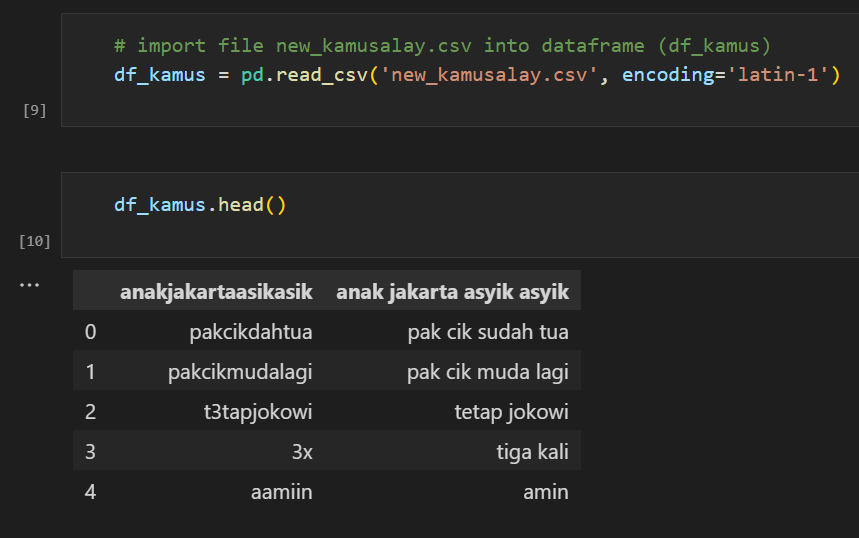 # import file new_kamusalay.csv into dataframe (df_kamus)
df_kamus = pd.read_csv('new_kamusalay.csv', encoding='latin-1')
[9]
df_kamus.head()
[10]
...
anakjakartaasikasik anak jakarta asyik asyik
0 pakcikdahtua pak cik sudah tua
1 pakcikmudalagi pak cik muda lagi
2 t3tapjokowi tetap jokowi
3 3x tiga kali
4 aamiin amin